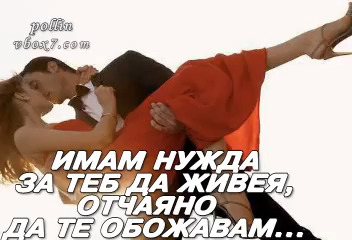 pollin
vbox7.com
ИМАМ НУЖДА
ЗА ТЕБ ДА ЖИВЕЯ,
ОТЧАЯНО
ДА ТЕ ОБОЖАВАМ...